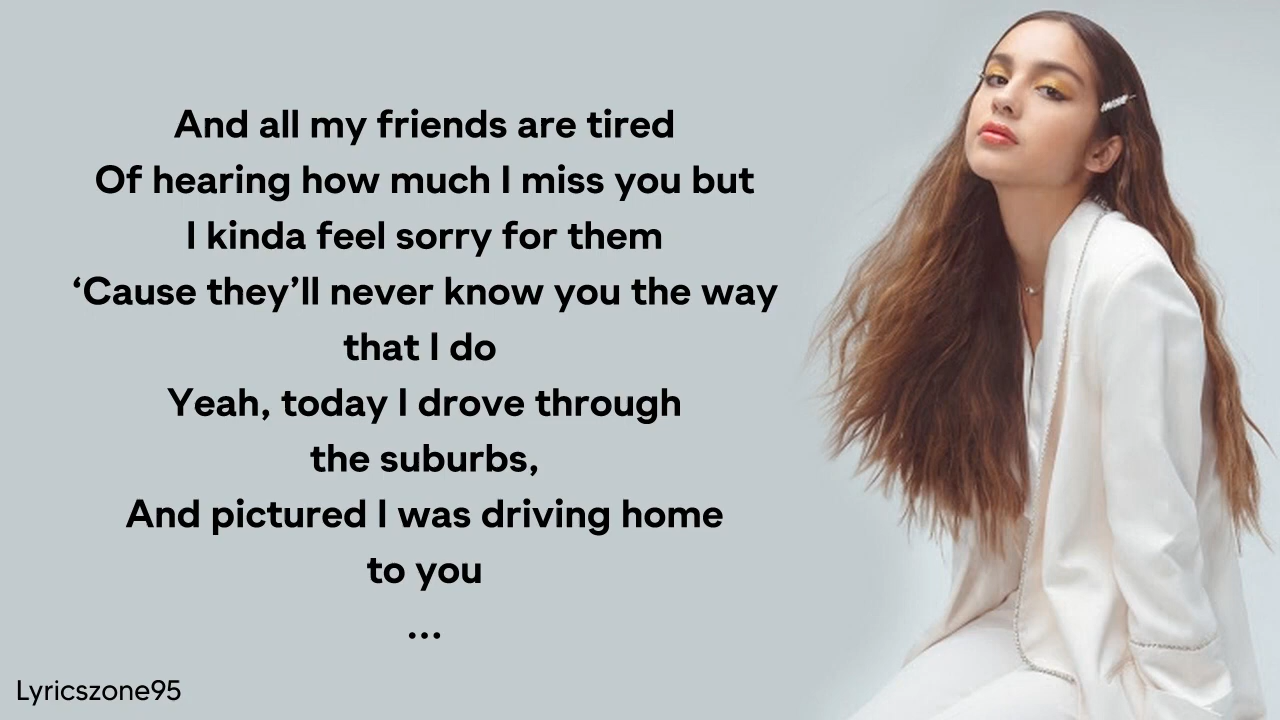 And all my friends are tired
Of hearing how much I miss you but
I kinda feel sorry for them
‘Cause they’ll never know you the way
that I do
Yeah, today I drove through
the suburbs,
And pictured I was driving home
to you
...
Lyricszone95